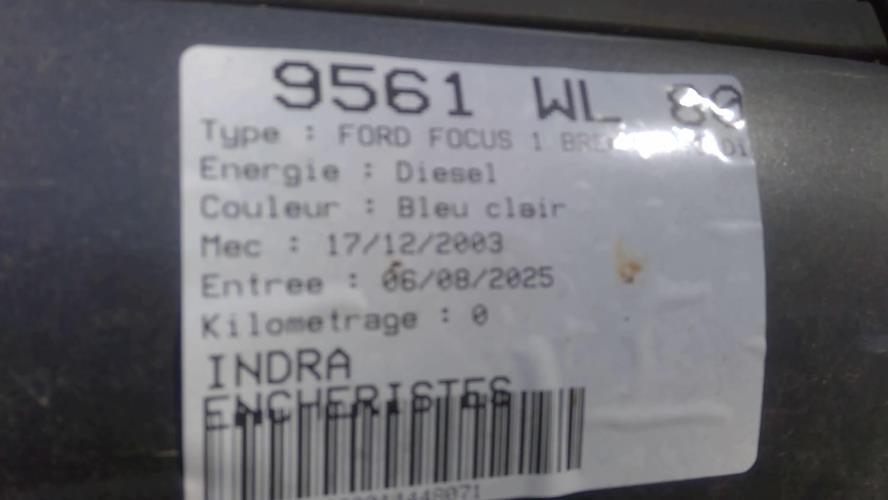 9561 WL 80
Type : FORD FOCUS 1
Energie : Diesel
Couleur : Bleu clair
Mec : 17/12/2003
Entree : 06/08/2025
Kilometrage : 0
INDRA
ENCHERISTES